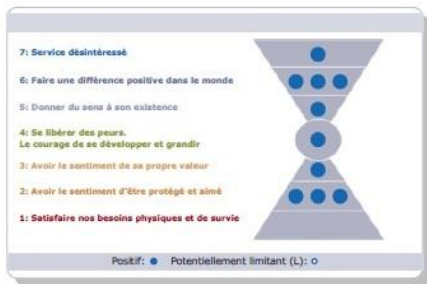 7: Service désintéressé
6: Faire une différence positive dans le monde
5: Donner du sens à son existence
4: Se libérer des peurs.
Le courage de se développer et grandir
3: Avoir le sentiment de sa propre valeur
2: Avoir le sentiment d'être protégé et aimé
1: Satisfaire nos besoins physiques et de survie
Positif: Potentiellement limitant (L):